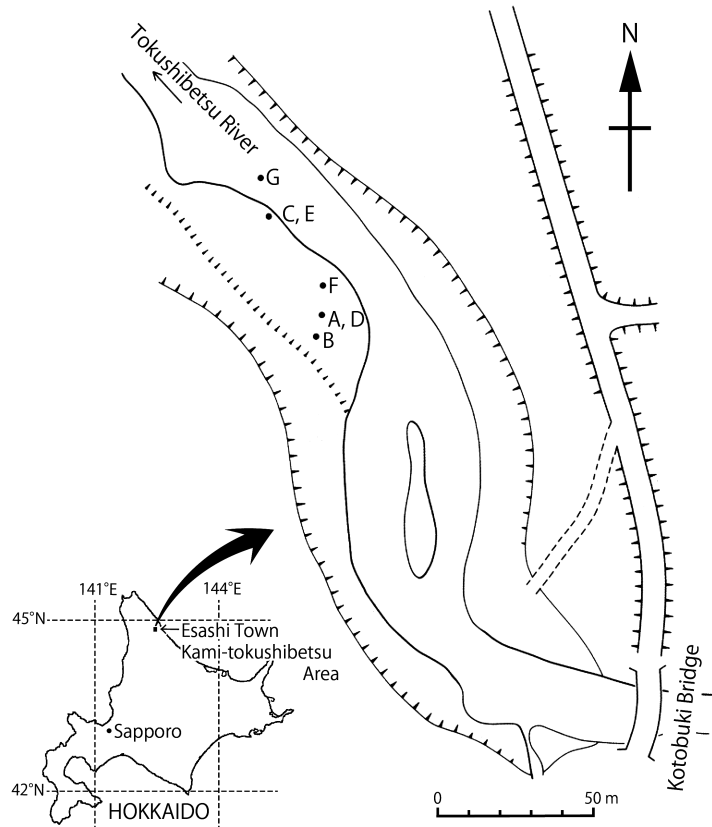 Tokushibetsu River
N
G
C, E
F
A, D
B
141°E
144°E
45°N
Esashi Town
Kami-tokushibetsu
Area
Sapporo
42°N
HOKKAIDO
Kotobuki Bridge
0
50 m